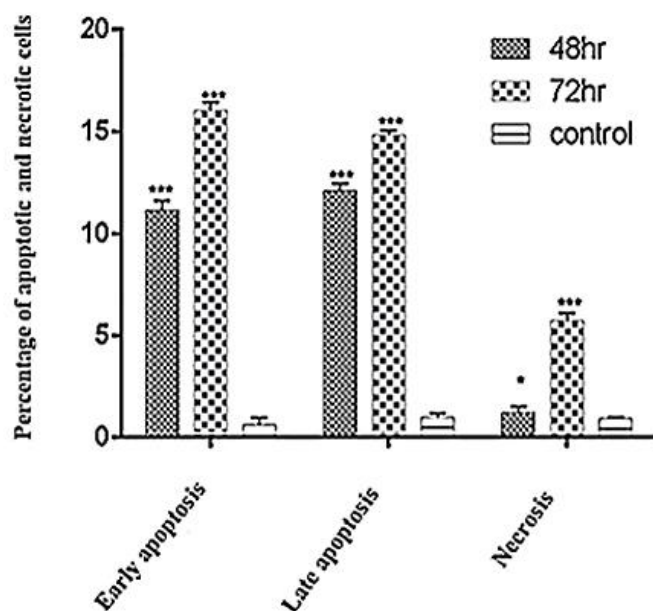 Percentage of apoptotic and necrotic cells
20
15
10
5
0
48hr
72hr
control
***
***
***
***
*
***
Early apoptosis
Late apoptosis
Necrosis